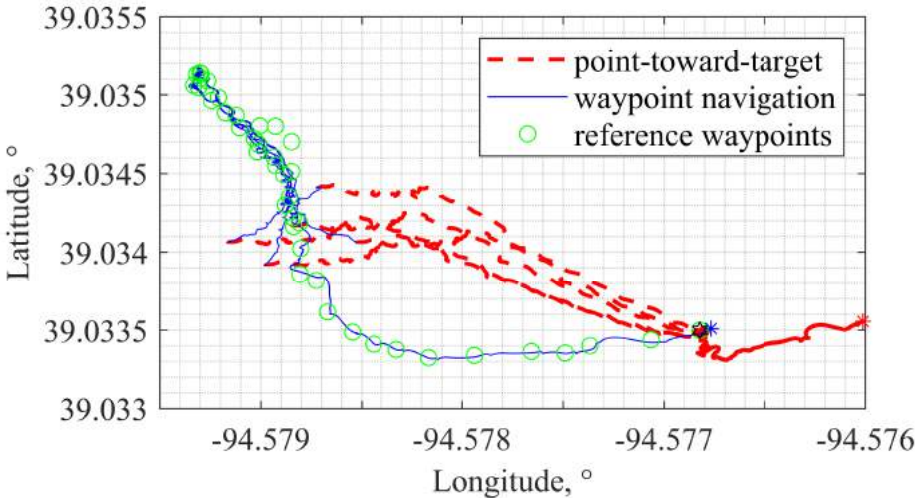 39.0355
39.035
39.0345
39.034
39.0335
39.033
Latitude, °
point-toward-target
waypoint navigation
reference waypoints
-94.579
-94.578
-94.577
-94.576
Longitude, °